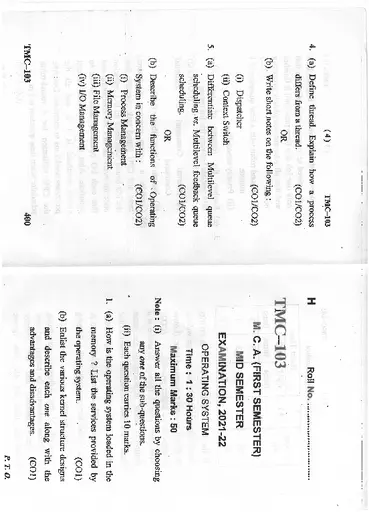 H
Roll No. ..............................
TMC–103
M. C. A. (FIRST SEMESTER)
MID SEMESTER
EXAMINATION, 2021-22
OPERATING SYSTEM
Time : 1 : 30 Hours
Maximum Marks : 50
Note : (i) Answer all the questions by choosing
any one of the sub-questions.
(ii) Each question carries 10 marks.
1. (a) How is the operating system loaded in the
memory ? List the services provided by
the operating system. (CO1)
(b) Enlist the various kernel structure designs
and describe each one along with the
advantages and disadvantages. (CO1)
P. T. O.
( 4 )
TMC–103
4. (a) Define thread. Explain how a process
differs from a thread. (CO1/CO2)
OR
(b) Write short notes on the following :
(CO1/CO2)
(i) Dispatcher
(ii) Context Switch
5. (a) Differentiate between Multilevel queue
scheduling vs. Multilevel feedback queue
scheduling. (CO1/CO2)
OR
(b) Describe the functions of Operating
System in concern with : (CO1/CO2)
(i) Process Management
(ii) Memory Management
(iii) File Management
(iv) I/O Management
TMC–103
400